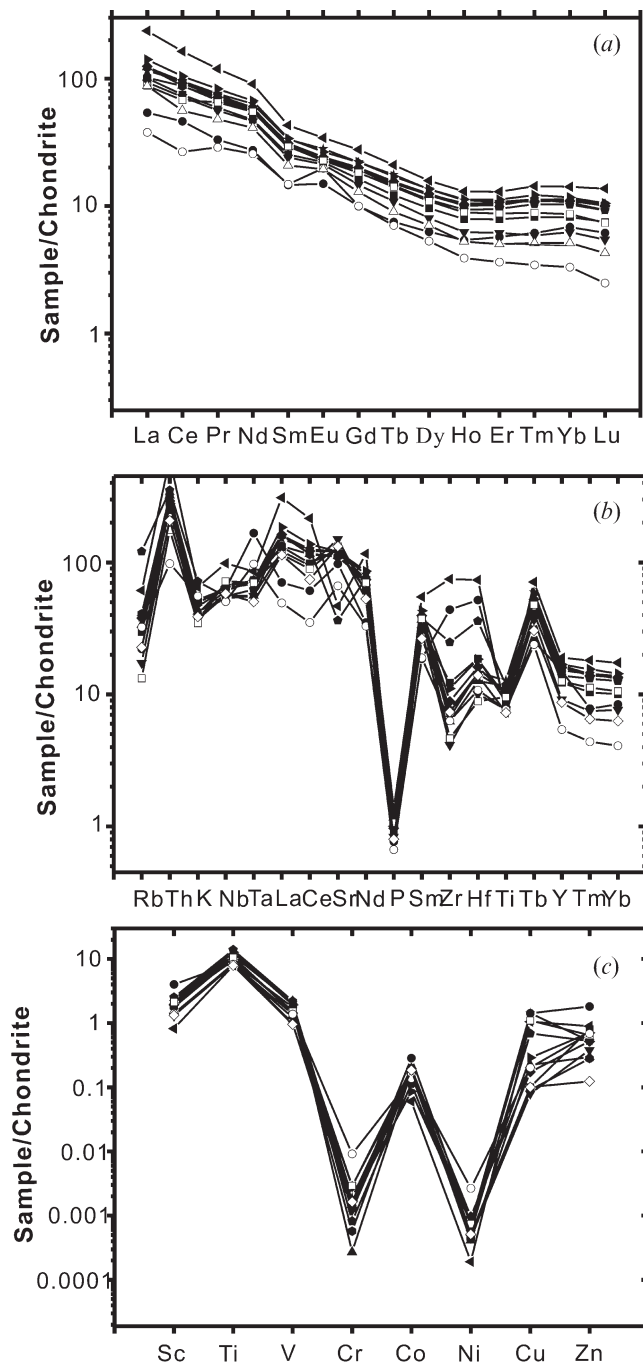 (a)
100
10
1
Sample/Chondrite
La Ce Pr Nd Sm Eu Gd Tb Dy Ho Er Tm Yb Lu
(b)
100
10
1
Sample/Chondrite
Rb Th K Nb Ta La Ce Sr Nd P Sm Zr Hf Ti Tb Y Tm Yb
(c)
10
1
0.1
0.01
0.001
0.0001
Sample/Chondrite
Sc Ti V Cr Co Ni Cu Zn